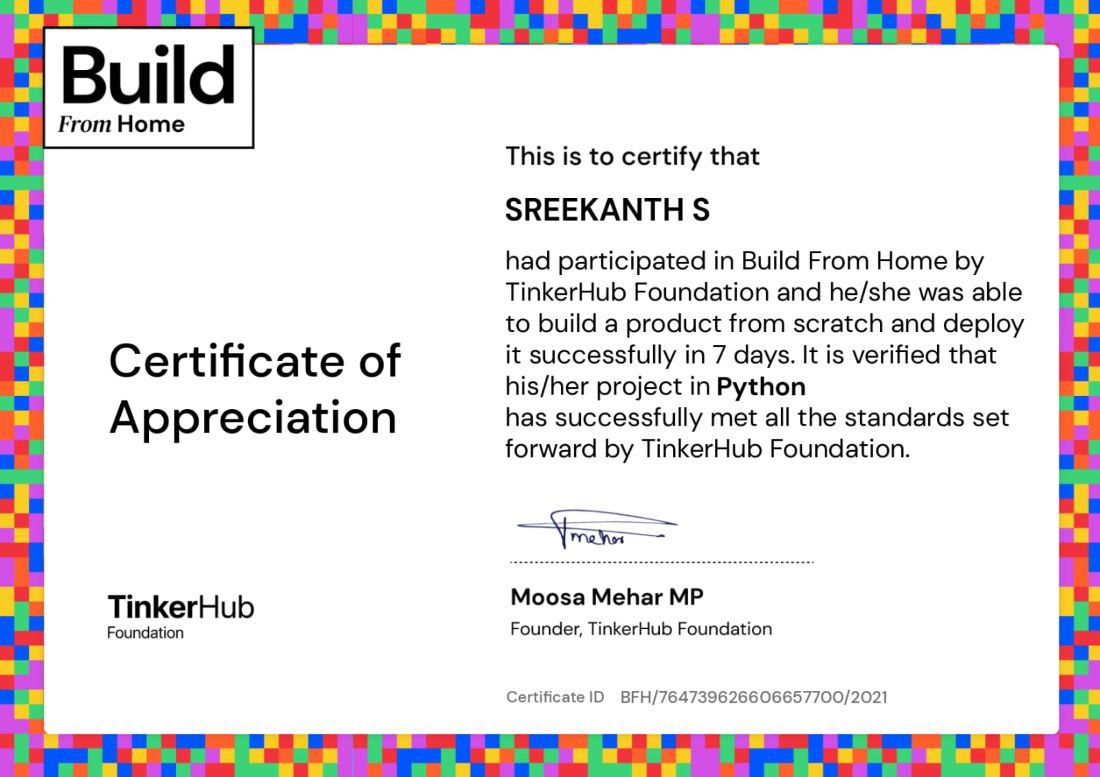 Build
From Home
This is to certify that
SREEKANTH S
had participated in Build From Home by
TinkerHub Foundation and he/she was able
to build a product from scratch and deploy
it successfully in 7 days. It is verified that
his/her project in Python
has successfully met all the standards set
forward by TinkerHub Foundation.
Certificate of
Appreciation
mehar
Moosa Mehar MP
Founder, TinkerHub Foundation
TinkerHub
Foundation
Certificate ID BFH/764739626606657700/2021